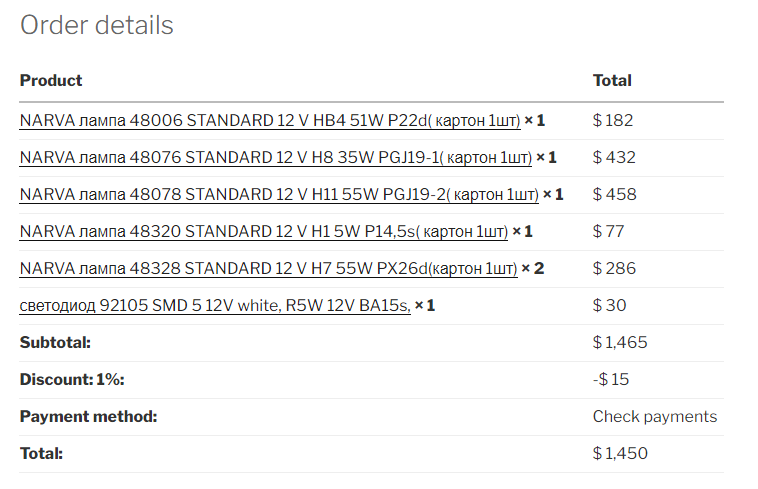 Order details
Product Total
NARVA лампа 48006 STANDARD 12 V HB4 51W P22d( картон 1шт) × 1 $ 182
NARVA лампа 48076 STANDARD 12 V H8 35W PGJ19-1( картон 1шт) × 1 $ 432
NARVA лампа 48078 STANDARD 12 V H11 55W PGJ19-2( картон 1шт) × 1 $ 458
NARVA лампа 48320 STANDARD 12 V H1 5W P14,5s( картон 1шт) × 1 $ 77
NARVA лампа 48328 STANDARD 12 V H7 55W PX26d(картон 1шт) × 2 $ 286
светодиод 92105 SMD 5 12V white, R5W 12V BA15s, × 1 $ 30
Subtotal: $ 1,465
Discount: 1%: -$ 15
Payment method: Check payments
Total: $ 1,450